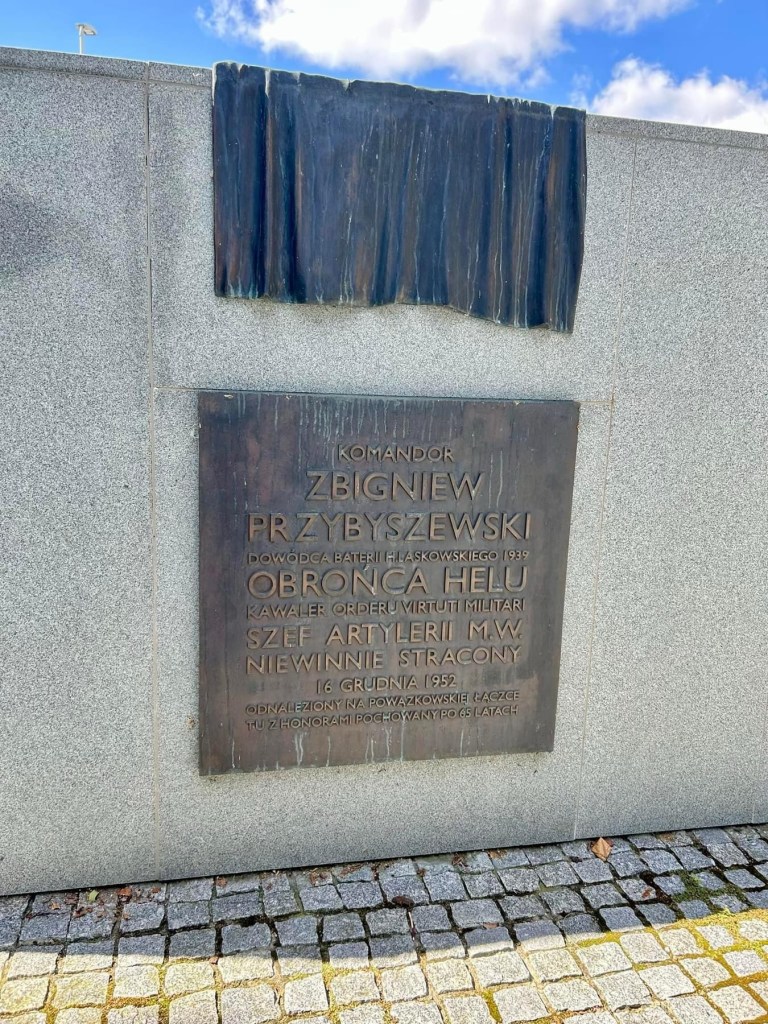 KOMANDOR
ZBIGNIEW
PRZYBYSZEWSKI
DOWÓDCA BATERII H.LASKOWSKIEGO 1939
OBROŃCA HELU
KAWALER ORDERU VIRTUTI MILITARI
SZEF ARTYLERII M.W.
NIEWINNIE STRACONY
16 GRUDNIA 1952
ODNALEZIONY NA POWĄZKOWSKIEJ ŁĄCZCE
TU Z HONORAMI POCHOWANY PO 65 LATACH